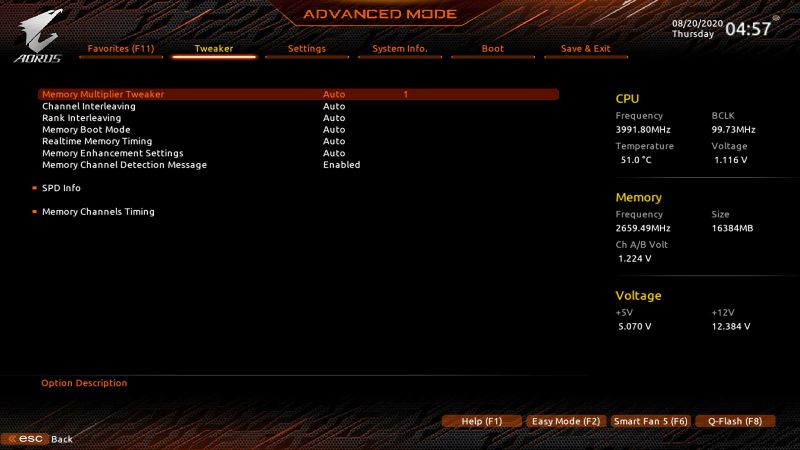 ADVANCED MODE
AORUS
08/20/2020
Thursday
04:57
Favorites (F11) Tweaker Settings System Info. Boot Save & Exit
Memory Multiplier Tweaker Auto 1
Channel Interleaving Auto
Rank Interleaving Auto
Memory Boot Mode Auto
Realtime Memory Timing Auto
Memory Enhancement Settings Auto
Memory Channel Detection Message Enabled
SPD Info
Memory Channels Timing
CPU
Frequency BCLK
3991.80MHz 99.73MHz
Temperature Voltage
51.0 °C 1.116 V
Memory
Frequency Size
2659.49MHz 16384MB
Ch A/B Volt
1.224 V
Voltage
+5V +12V
5.070 V 12.384 V
Option Description
Help (F1) Easy Mode (F2) Smart Fan 5 (F6) Q-Flash (F8)
esc Back